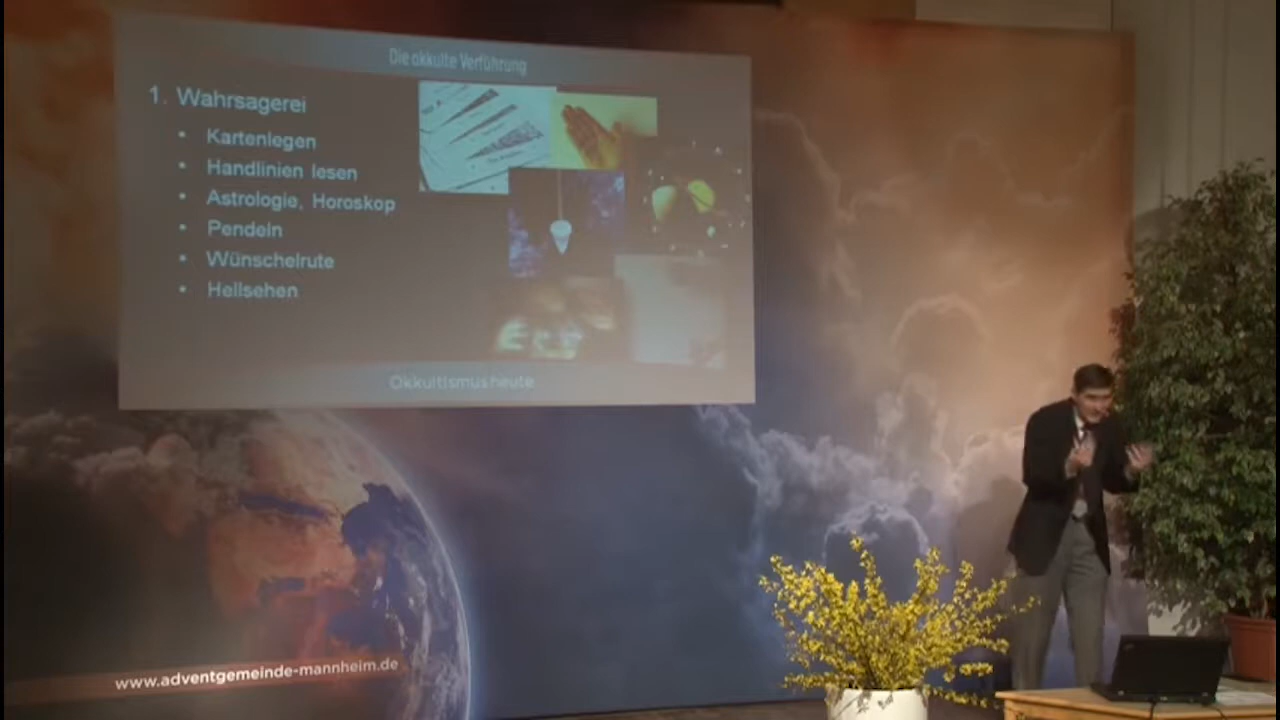 Die okkulte Verführung
1. Wahrsagerei
• Kartenlegen
• Handlinien lesen
• Astrologie, Horoskop
• Pendeln
• Wünschelrute
• Hellsehen
Okkultismus heute
www.adventgemeinde-mannheim.de